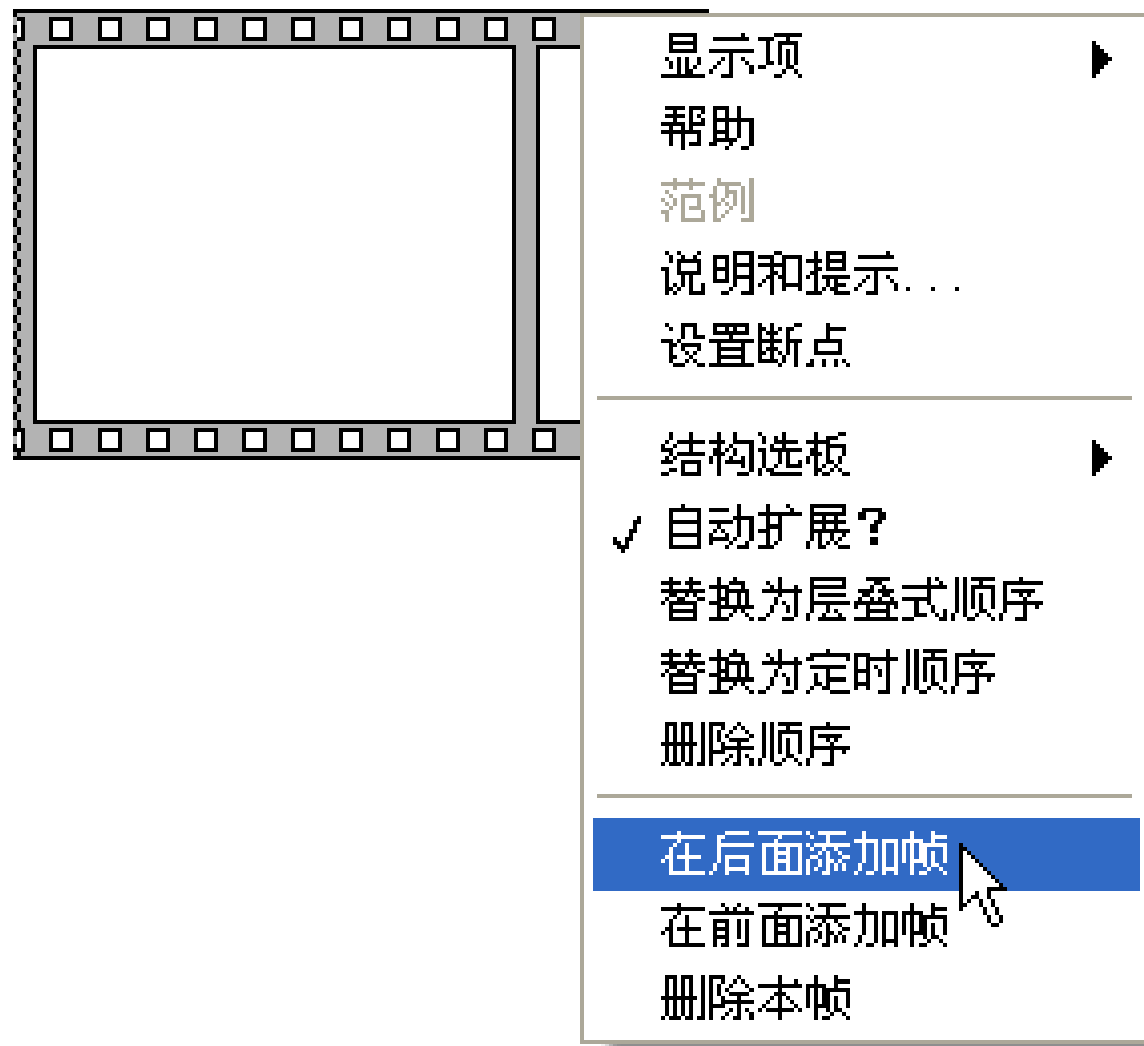 显示项
帮助
范例
说明和提示...
设置断点
结构选板
自动扩展?
替换为层叠式顺序
替换为定时顺序
删除顺序
在后面添加帧
在前面添加帧
删除本帧